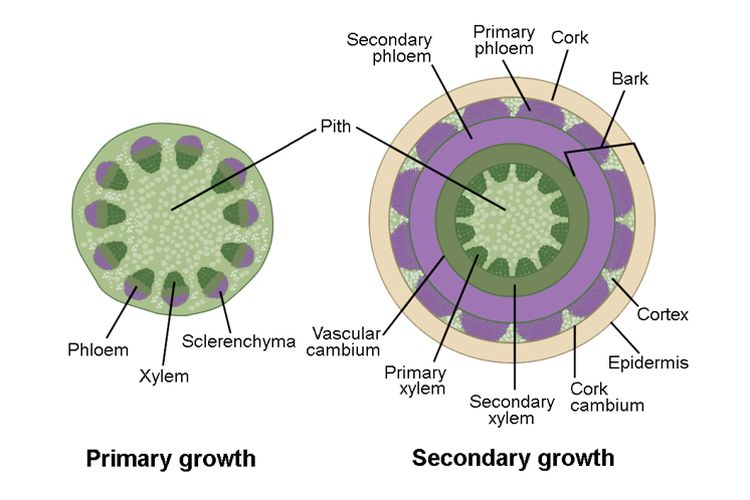 Secondary
phloem
Primary
phloem
Cork
Bark
Pith
Phloem
Xylem
Sclerenchyma
Vascular
cambium
Primary
xylem
Secondary
xylem
Cork
cambium
Epidermis
Cortex
Primary growth
Secondary growth